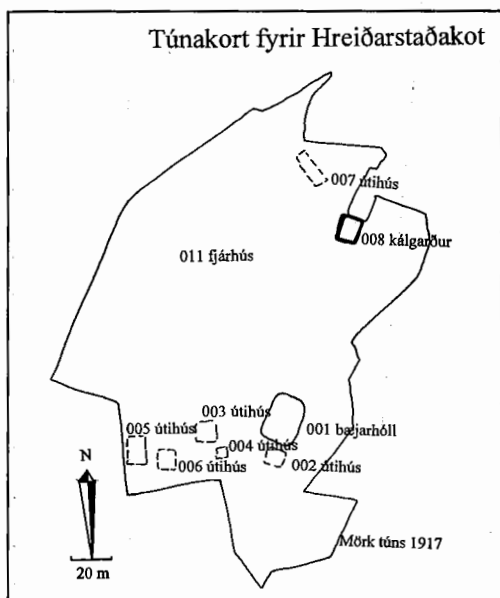 Túnakort fyrir Hreiðarstaðakot
007 útihús
008 kálgarður
011 fjárhús
003 útihús
005 útihús
001 bæjarhóll
004 útihús
006 útihús
002 útihús
N
Mörk túns 1917
20 m